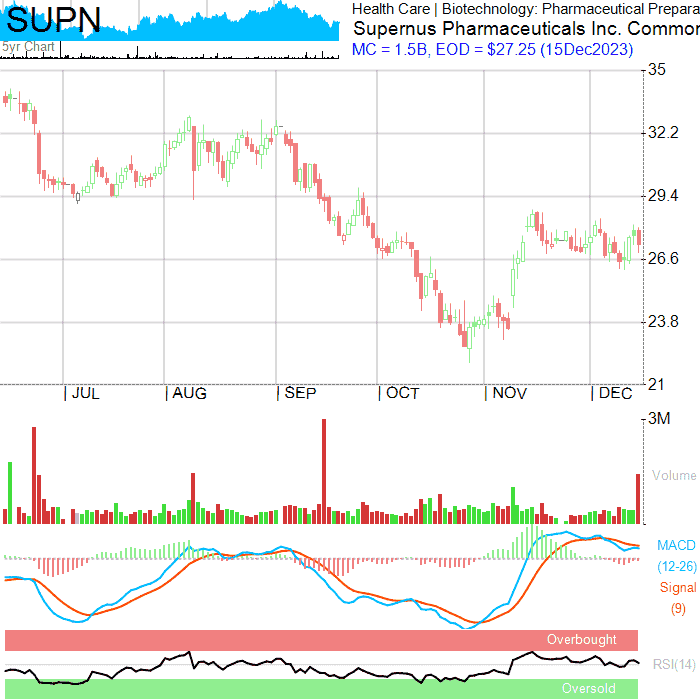 SUPN
5yr Chart
Health Care | Biotechnology: Pharmaceutical Prepara
Supernus Pharmaceuticals Inc. Common
MC = 1.5B, EOD = $27.25 (15Dec2023)
35
32.2
29.4
26.6
23.8
21
JUL AUG SEP OCT NOV DEC
3M
Volume
MACD
(12-26)
Signal
(9)
Overbought
RSI(14)
Oversold